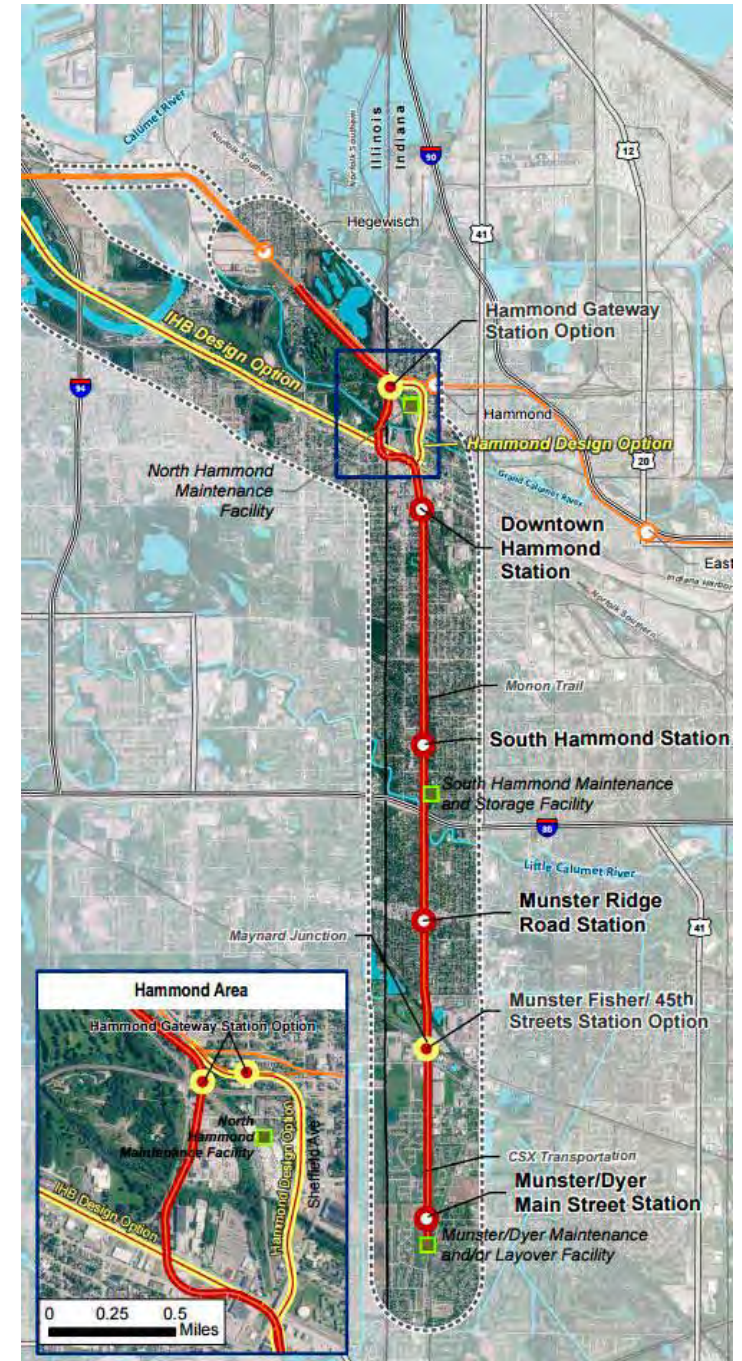 Calumet River
Norfolk Southern
Norfolk Southern
Illinois
Indiana
90
12
41
Hegewisch
Hammond Gateway
Station Option
IHB Design Option
94
Hammond
Hammond Design Option
20
North Hammond
Maintenance
Facility
Grand Calumet River
Downtown
Hammond
Station
East
Indiana Harbor
Norfolk Southern
Monon Trail
South Hammond Station
South Hammond Maintenance
and Storage Facility
80
Little Calumet River
Munster Ridge
Road Station
41
Maynard Junction
Munster Fisher/ 45th
Streets Station Option
CSX Transportation
Munster/Dyer
Main Street Station
Munster/Dyer Maintenance
and/or Layover Facility
Hammond Area
Hammond Gateway Station Option
North
Hammond
Maintenance Facility
Hammond Design Option
Sheffield Ave
IHB Design Option
0 0.25 0.5
Miles